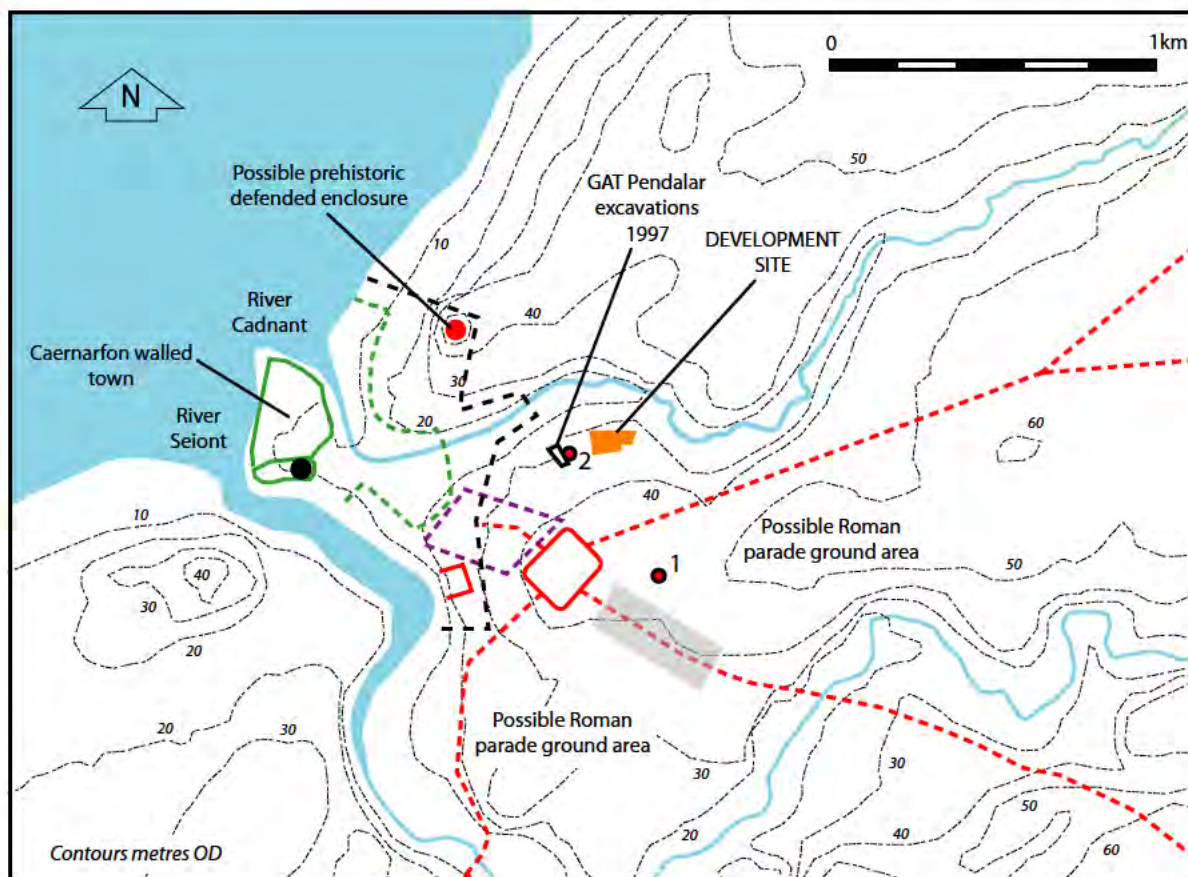 0
1km
N
50
Possible prehistoric
defended enclosure
GAT Pendalar
excavations
1997
DEVELOPMENT
SITE
10
River
Cadnant
40
Caernarfon walled
town
30
River
Seiont
20
60
2
40
10
Possible Roman
parade ground area
1
50
40
30
20
Possible Roman
parade ground area
20
30
30
30
50
20
40
60
Contours metres OD